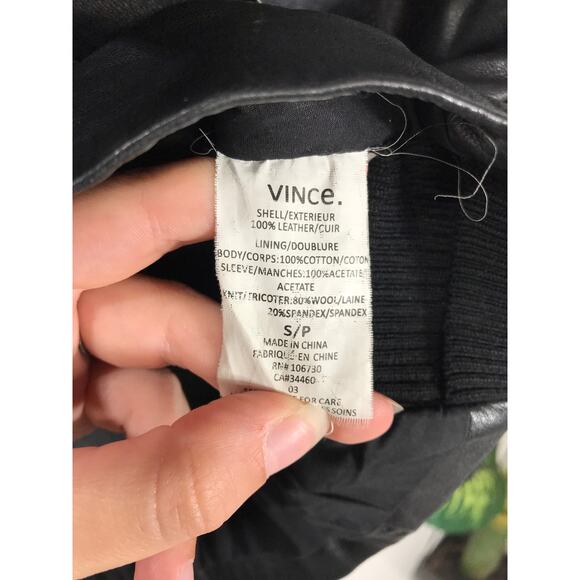 VINCE.
SHELL/EXTERIEUR
100% LEATHER/CUIR
LINING/DOUBLURE
BODY/CORPS:100%COTTON/COTON
SLEEVE/MANCHES:100%ACETATE/
ACETATE
KNIT/TRICOTER:80%WOOL/LAINE
20%SPANDEX/SPANDEX
S/P
MADE IN CHINA
FABRIQUE EN CHINE
RN# 106730
CA#34460
03
FOR CARE
SOINS